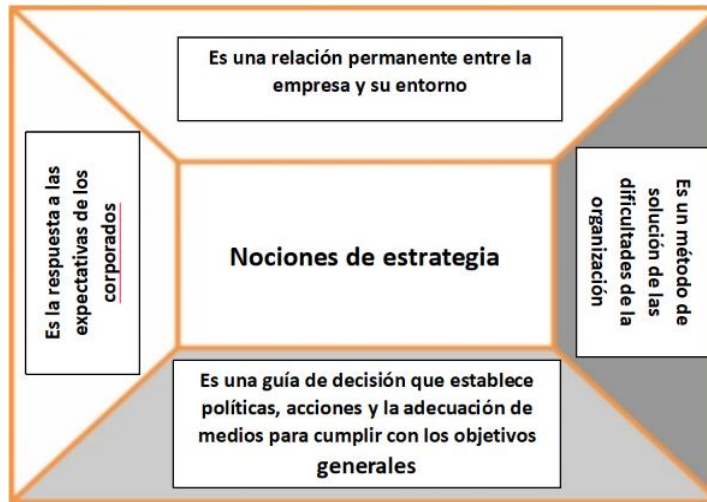 Es una relación permanente entre la
empresa y su entorno
Es la respuesta a las
expectativas de los
corporados
Nociones de estrategia
Es un método de
solución de las
dificultades de la
organización
Es una guía de decisión que establece
políticas, acciones y la adecuación de
medios para cumplir con los objetivos
generales